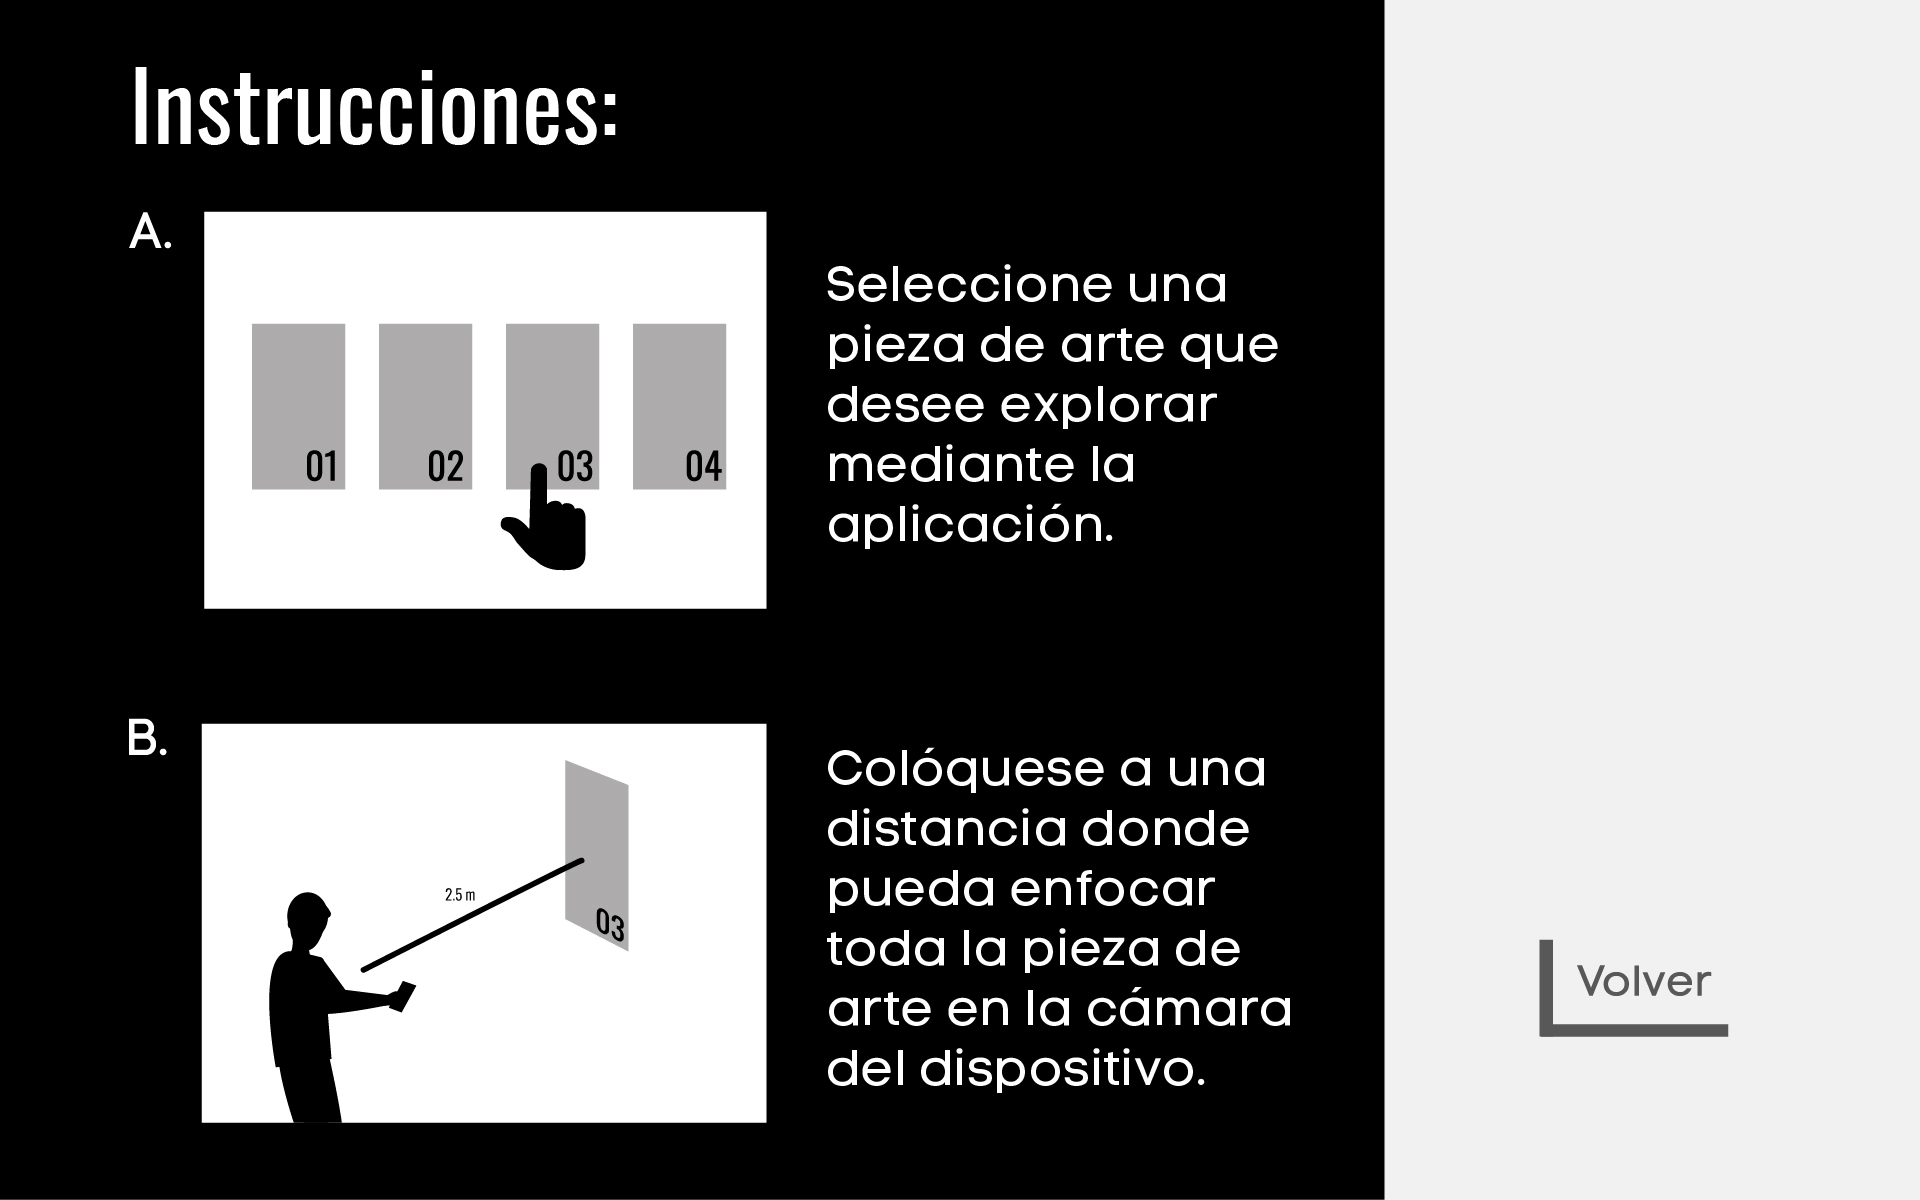 Instrucciones:
A.
01
02
03
04
Seleccione una
pieza de arte que
desee explorar
mediante la
aplicación.
B.
2.5 m
03
Colóquese a una
distancia donde
pueda enfocar
toda la pieza de
arte en la cámara
del dispositivo.
Volver